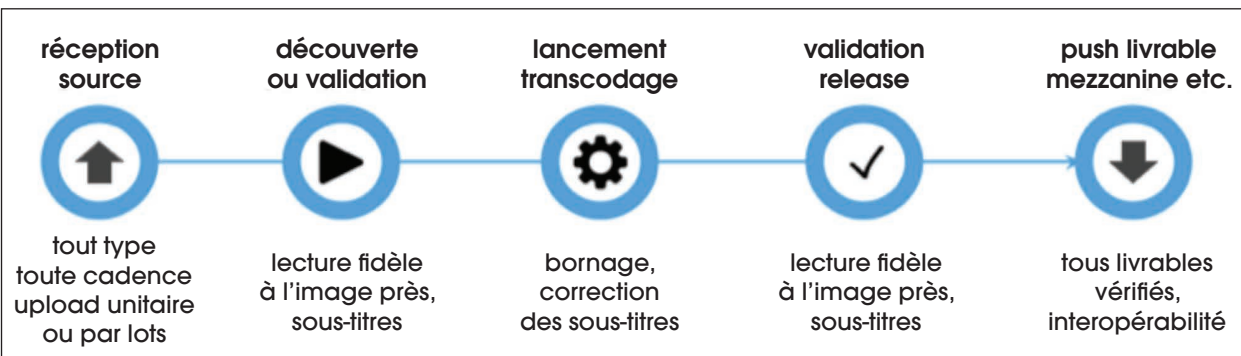 réception
source
découverte
ou validation
lancement
transcodage
validation
release
push livrable
mezzanine etc.
tout type
toute cadence
upload unitaire
ou par lots
lecture fidèle
à l'image près,
sous-titres
bornage,
correction
des sous-titres
lecture fidèle
à l'image près,
sous-titres
tous livrables
vérifiés,
interopérabilité